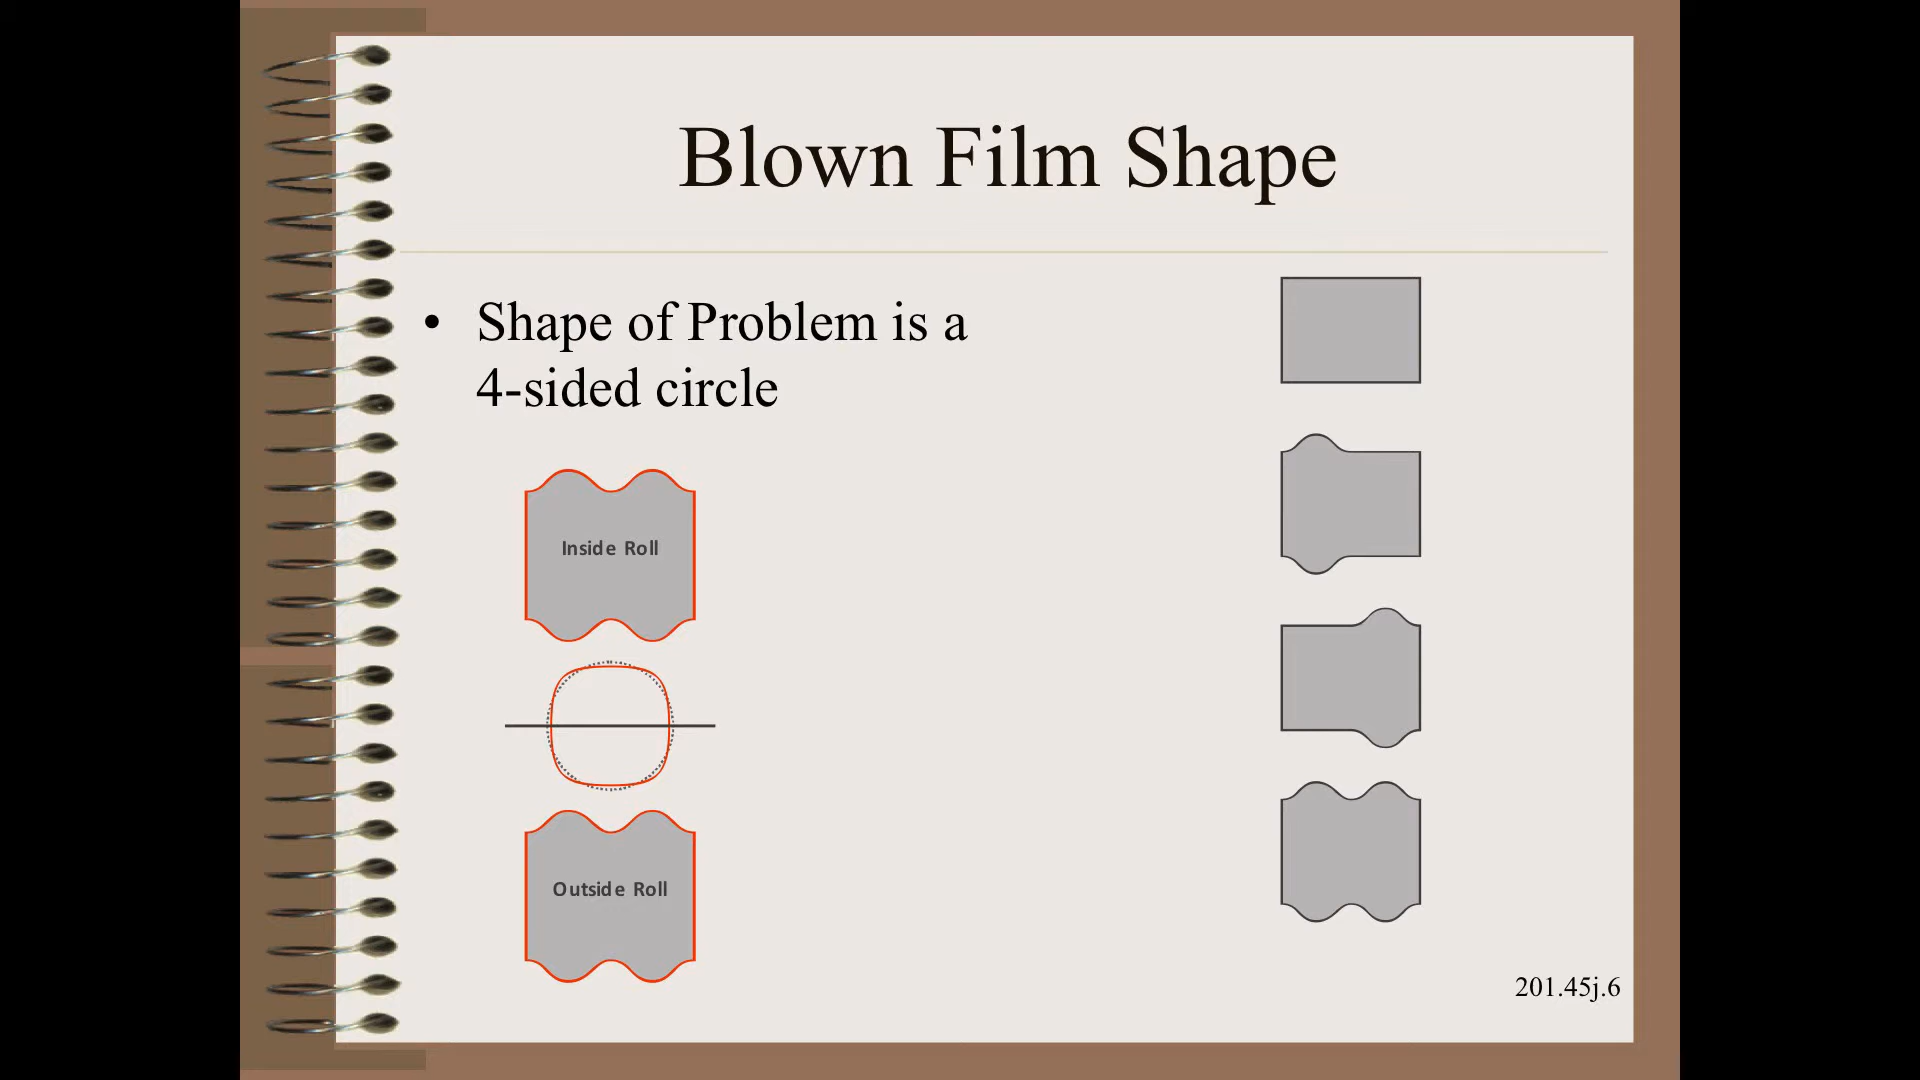 Blown Film Shape
• Shape of Problem is a
4-sided circle
Inside Roll
Outside Roll
201.45j.6